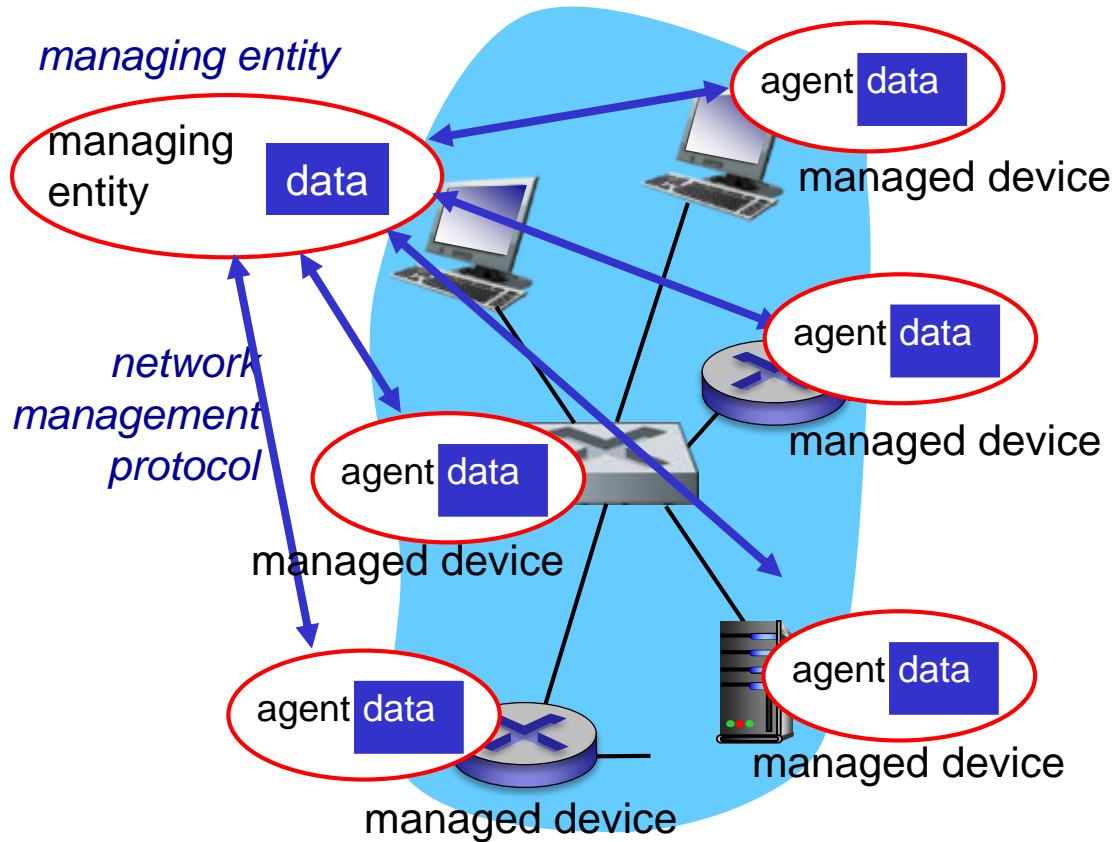 managing entity
managing
entity
data
agent data
managed device
agent data
managed device
network
management
protocol
agent data
managed device
agent data
managed device
agent data
managed device